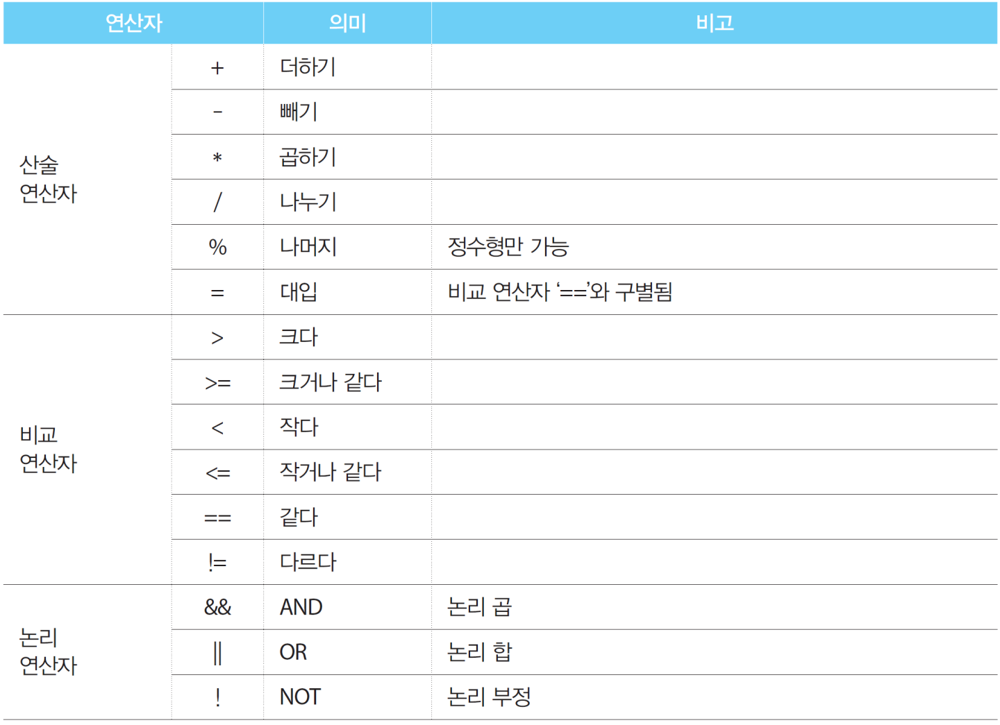 연산자 의미 비고
산술
연산자
+ 더하기
- 빼기
* 곱하기
/ 나누기
% 나머지 정수형만 가능
= 대입 비교 연산자 ‘==’와 구별됨
비교
연산자
> 크다
>= 크거나 같다
< 작다
<= 작거나 같다
== 같다
!= 다르다
논리
연산자
&& AND 논리 곱
|| OR 논리 합
! NOT 논리 부정